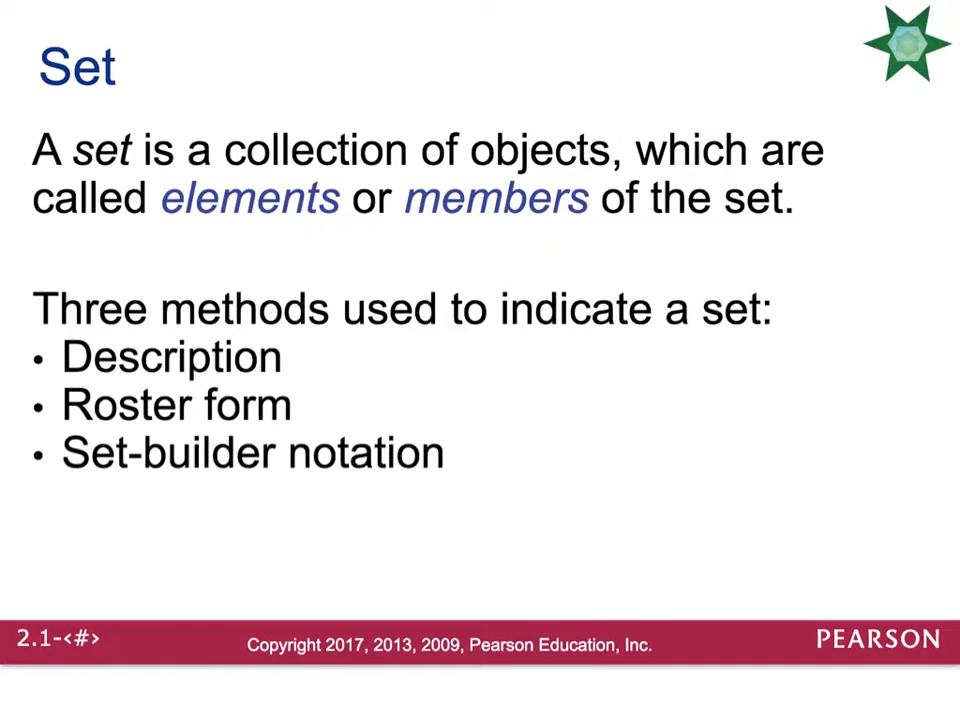 Set
A set is a collection of objects, which are
called elements or members of the set.
Three methods used to indicate a set:
• Description
• Roster form
• Set-builder notation
2.1-‹#›
Copyright 2017, 2013, 2009, Pearson Education, Inc.
PEARSON